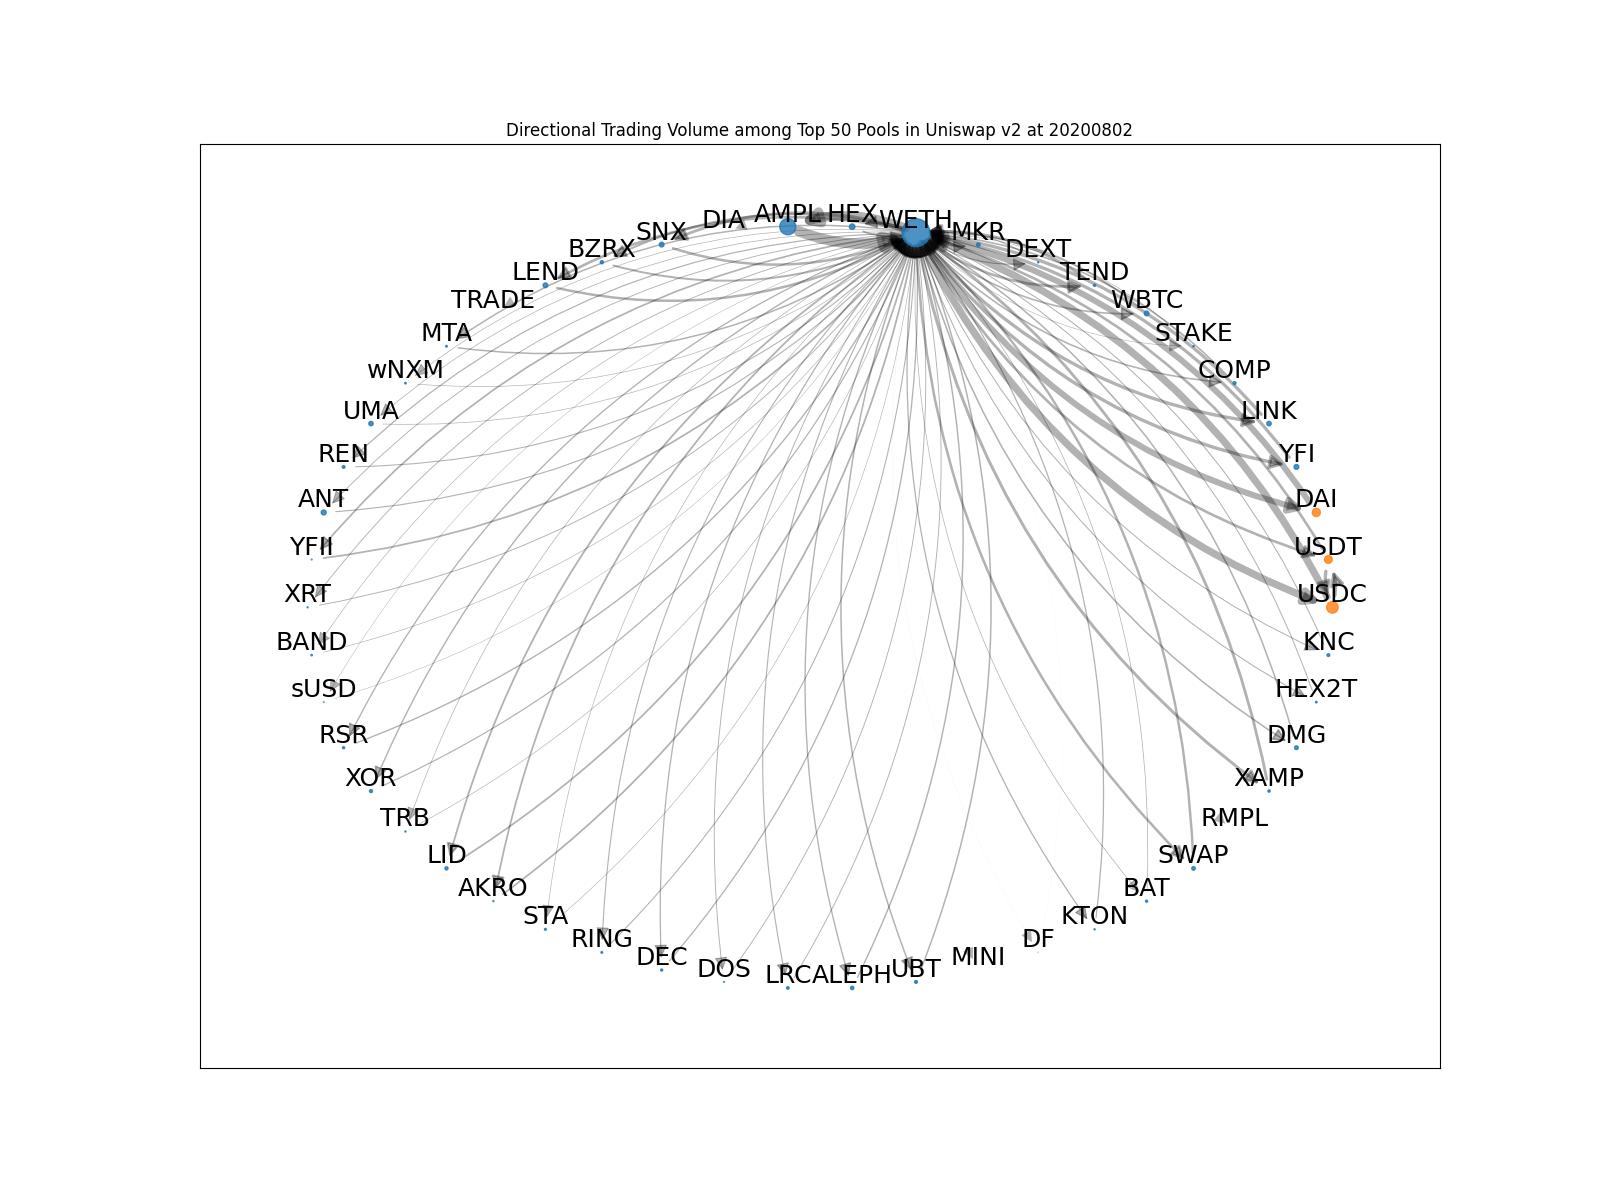 Directional Trading Volume among Top 50 Pools in Uniswap v2 at 20200802
AMPL
HEX
WETH
DIA
MKR
SNX
BZRX
DEXT
LEND
TEND
TRADE
WBTC
MTA
STAKE
wNXM
COMP
UMA
LINK
REN
YFI
ANT
DAI
YFII
USDT
XRT
USDC
BAND
KNC
sUSD
HEX2T
RSR
DMG
XOR
XAMP
TRB
RMPL
LID
SWAP
AKRO
BAT
STA
KTON
RING
DF
DEC
MINI
DOS
UBT
LRC
ALEPH